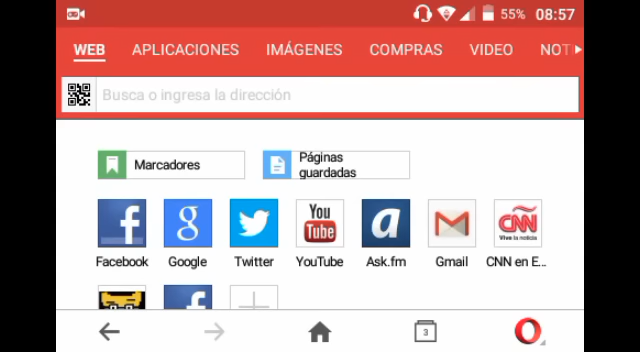 55% 08:57
WEB APLICACIONES IMÁGENES COMPRAS VIDEO NOTI
Busca o ingresa la dirección
Marcadores
Páginas
guardadas
f g You Tube a M CNN
Vive la noticia
Facebook Google Twitter YouTube Ask.fm Gmail CNN en E...
f
3